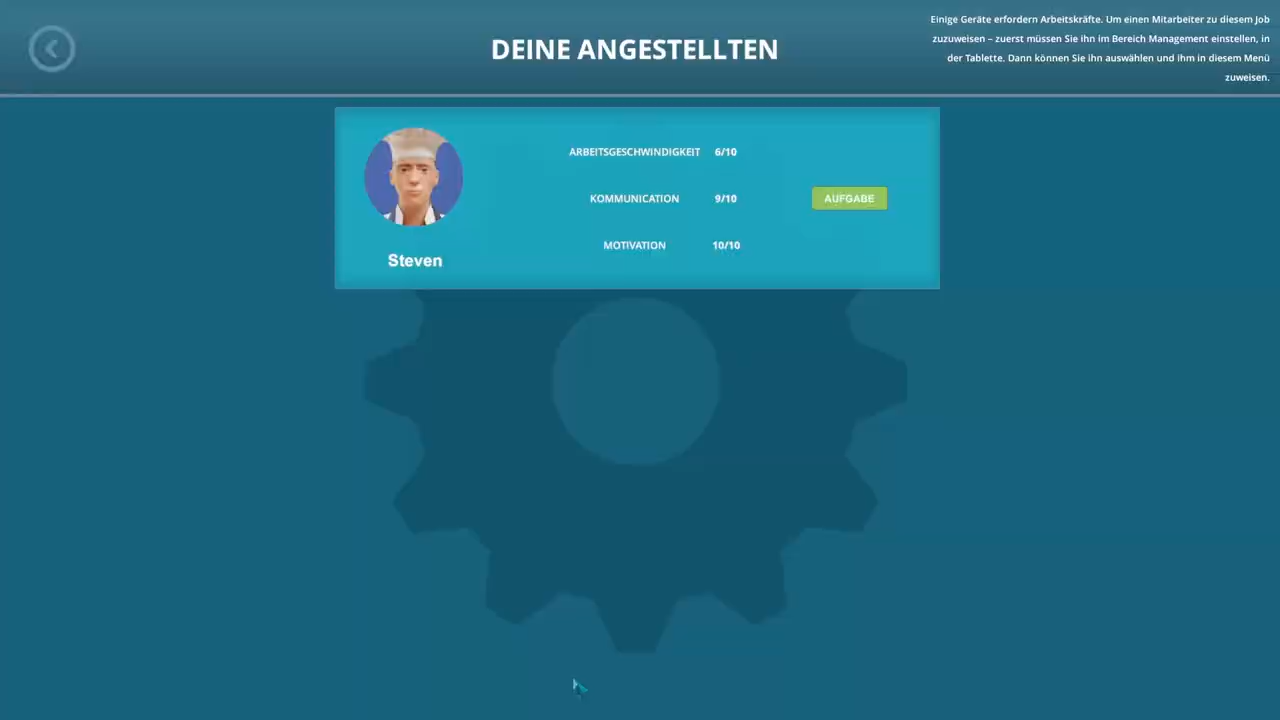 DEINE ANGESTELLTEN
Einige Geräte erfordern Arbeitskräfte. Um einen Mitarbeiter zu diesem Job
zuzuweisen – zuerst müssen Sie ihn im Bereich Management einstellen, in
der Tablette. Dann können Sie ihn auswählen und ihm in diesem Menü
zuweisen.
ARBEITSGESCHWINDIGKEIT 6/10
KOMMUNICATION 9/10
AUFGABE
MOTIVATION 10/10
Steven